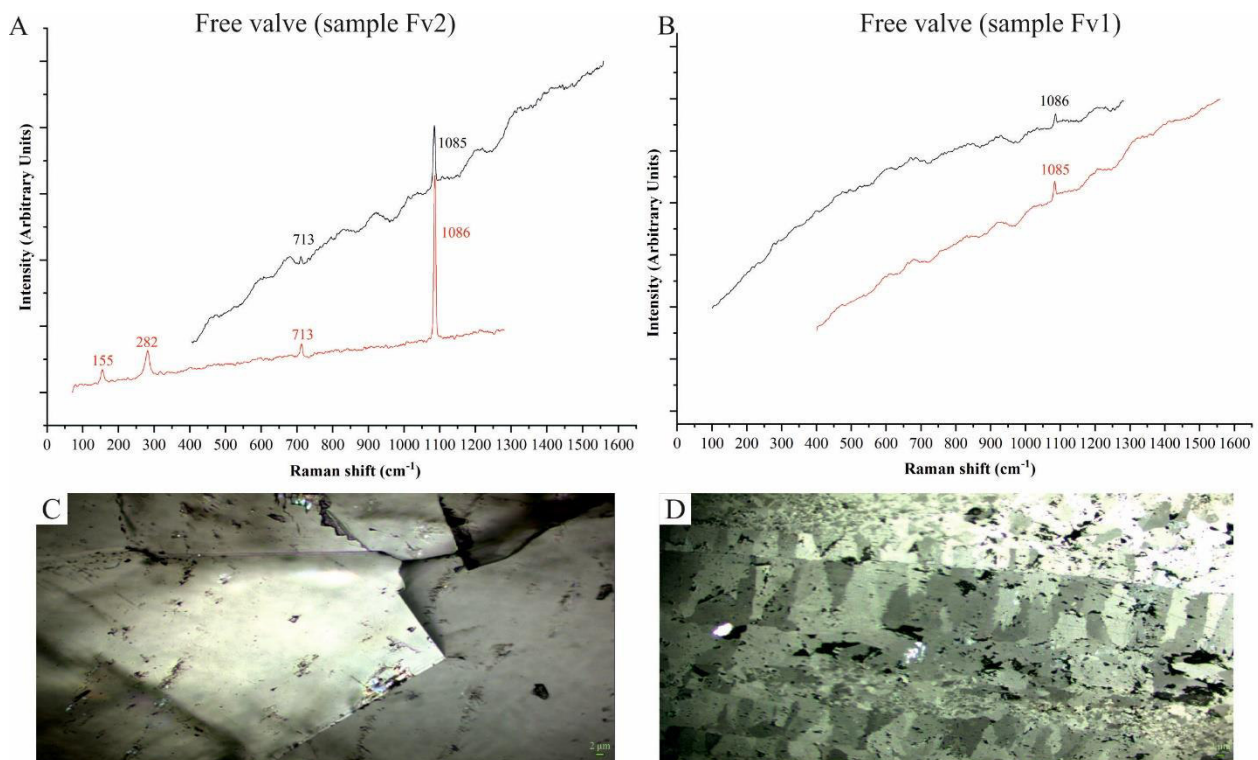 A
Free valve (sample Fv2)
Intensity (Arbitrary Units)
1085
713
1086
155
282
713
0 100 200 300 400 500 600 700 800 900 1000 1100 1200 1300 1400 1500 1600
Raman shift (cm⁻¹)
B
Free valve (sample Fv1)
Intensity (Arbitrary Units)
1086
1085
0 100 200 300 400 500 600 700 800 900 1000 1100 1200 1300 1400 1500 1600
Raman shift (cm⁻¹)
C
2 μm
D